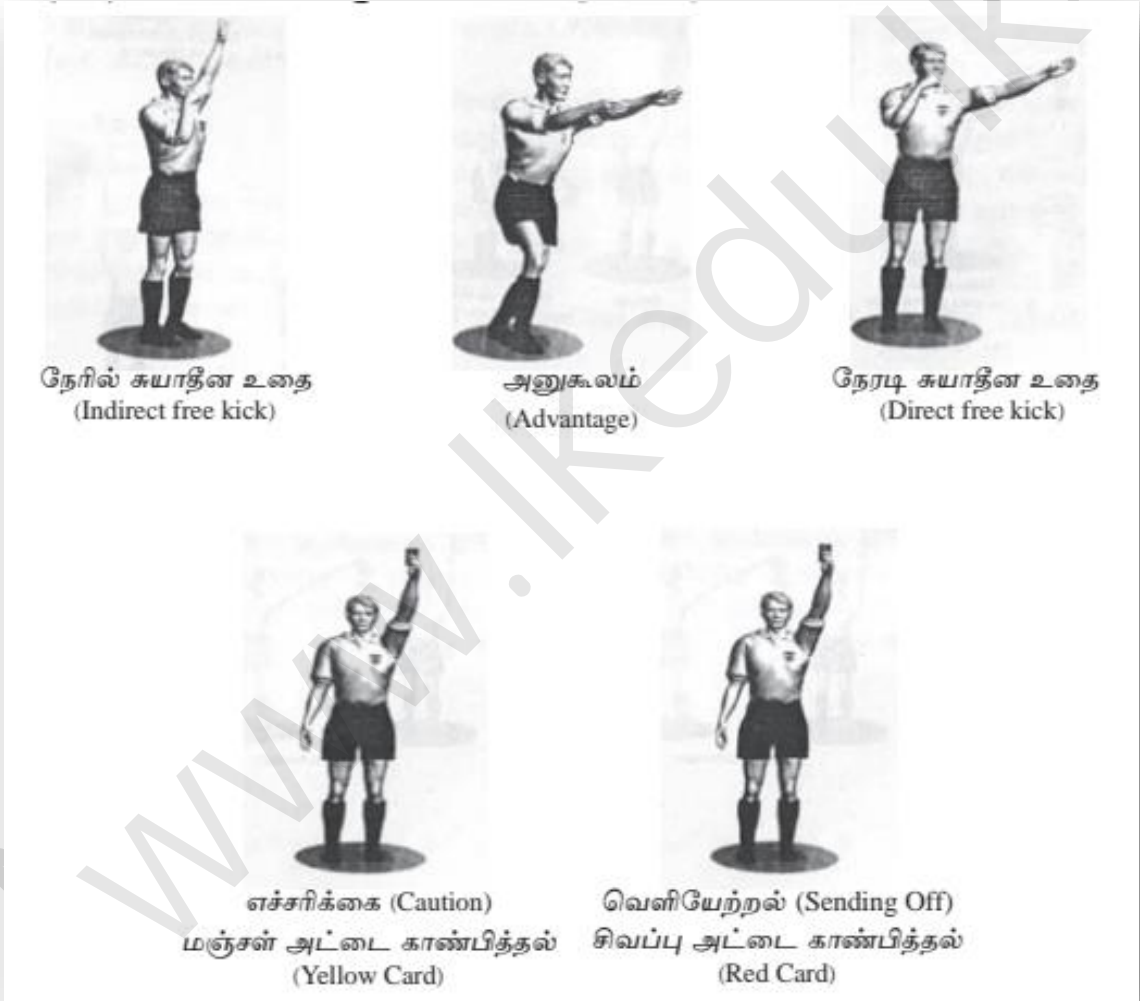 நேரில் சுயாதீன உதை
(Indirect free kick)
அனுகூலம்
(Advantage)
நேரடி சுயாதீன உதை
(Direct free kick)
எச்சரிக்கை (Caution)
மஞ்சள் அட்டை காண்பித்தல்
(Yellow Card)
வெளியேற்றல் (Sending Off)
சிவப்பு அட்டை காண்பித்தல்
(Red Card)